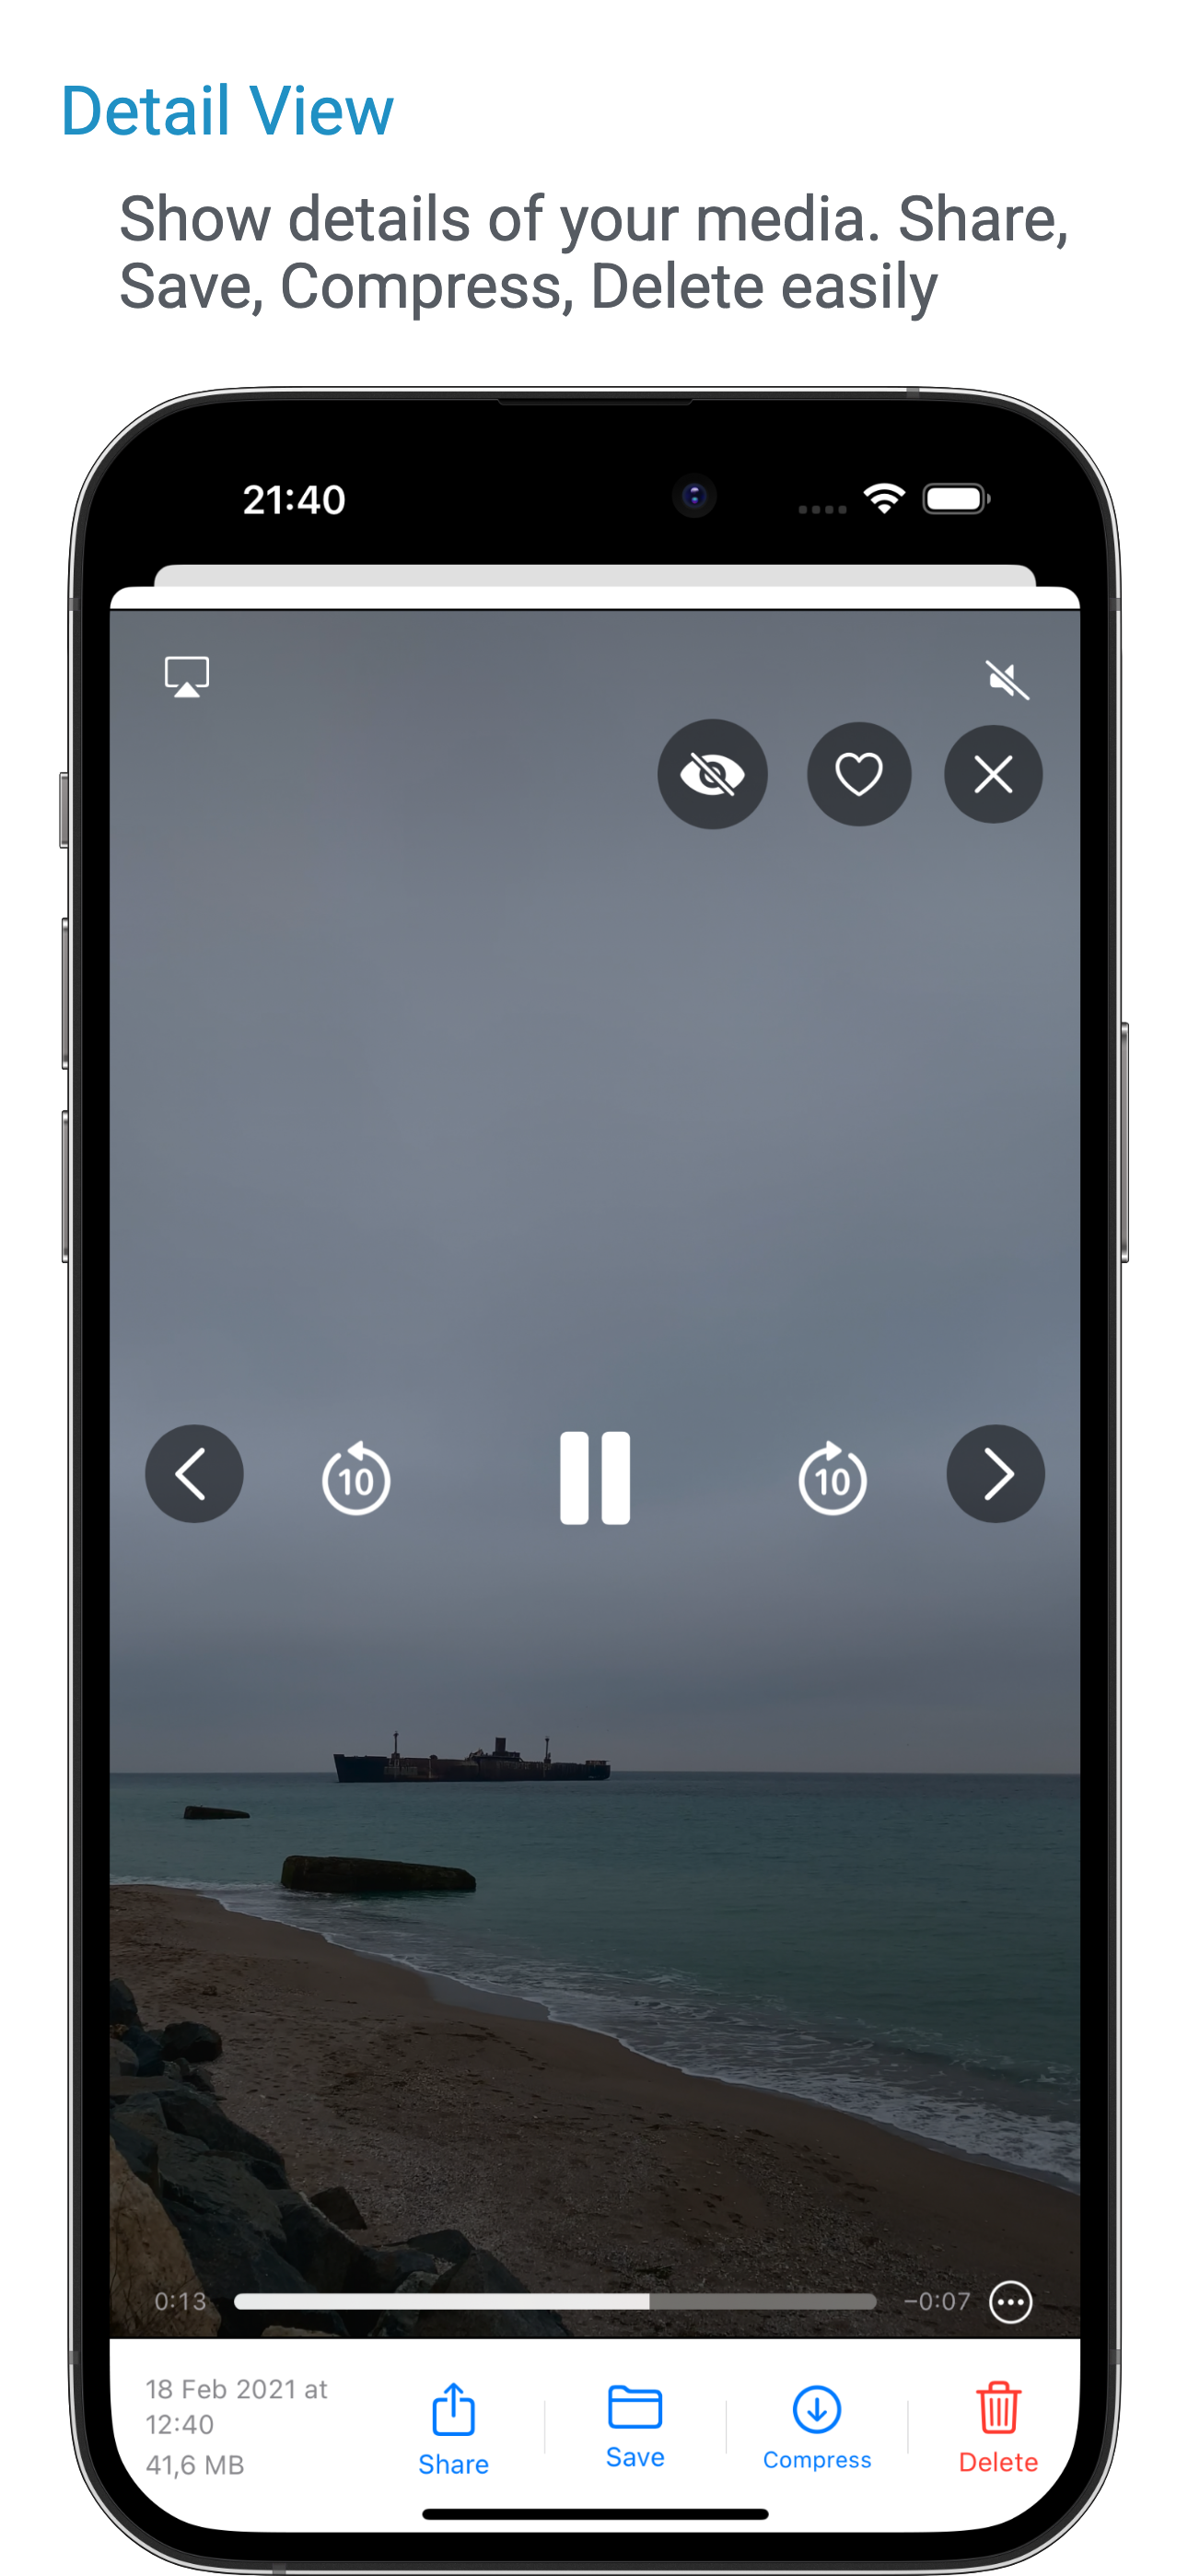 Detail View
Show details of your media. Share,
Save, Compress, Delete easily
21:40
10
10
0:13
-0:07
18 Feb 2021 at
12:40
41,6 MB
Share
Save
Compress
Delete